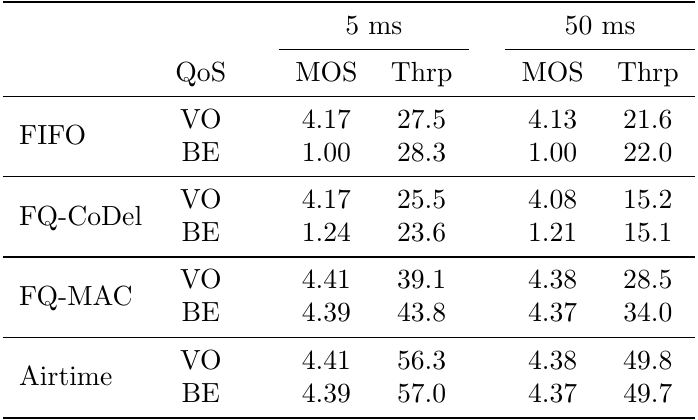 5 ms 50 ms
QoS MOS Thrp MOS Thrp
FIFO VO 4.17 27.5 4.13 21.6
BE 1.00 28.3 1.00 22.0
FQ-CoDel VO 4.17 25.5 4.08 15.2
BE 1.24 23.6 1.21 15.1
FQ-MAC VO 4.41 39.1 4.38 28.5
BE 4.39 43.8 4.37 34.0
Airtime VO 4.41 56.3 4.38 49.8
BE 4.39 57.0 4.37 49.7